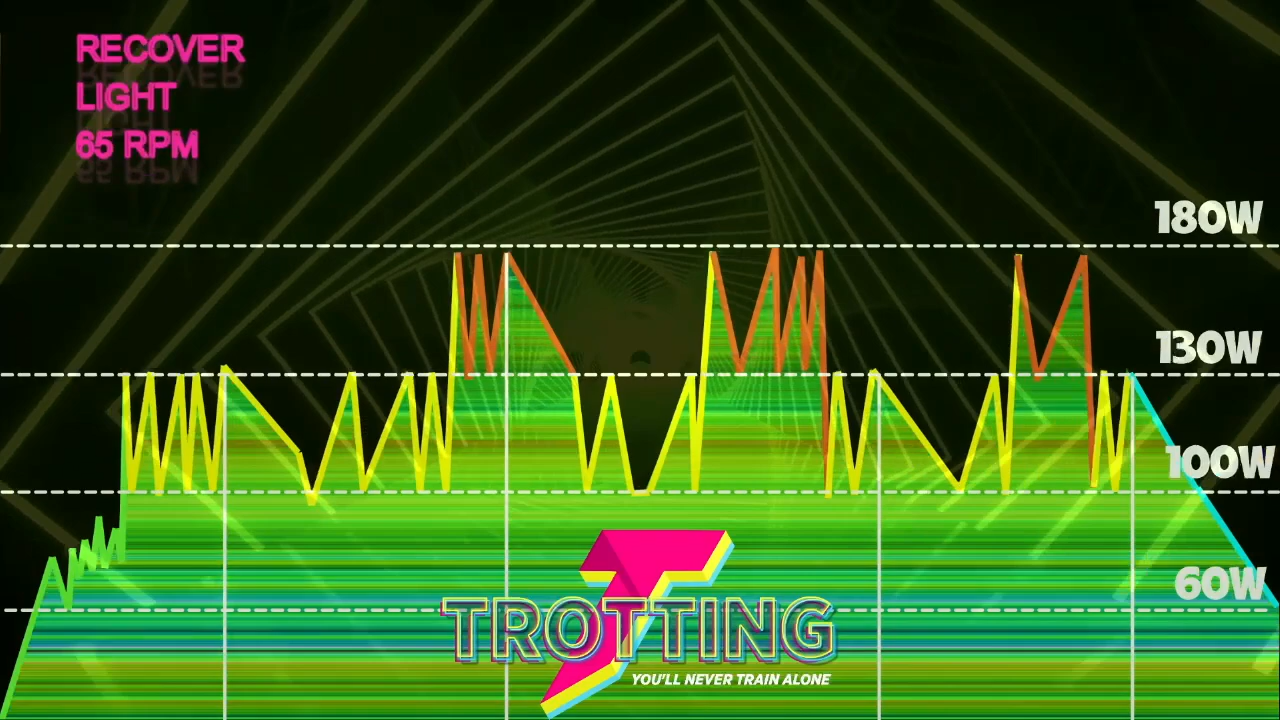 RECOVER
LIGHT
65 RPM
180W
130W
100W
60W
TROTTING
YOU'LL NEVER TRAIN ALONE